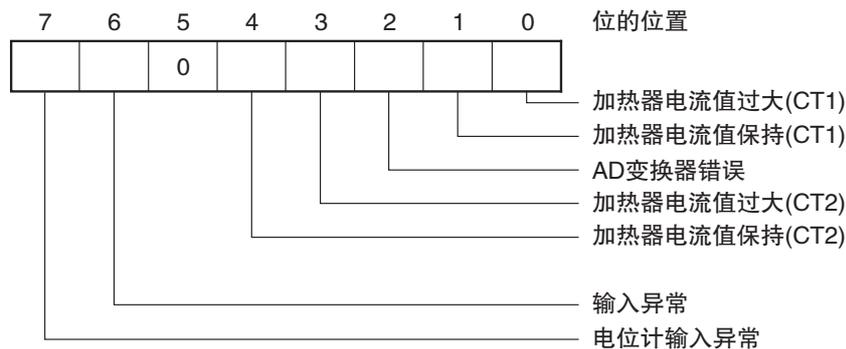 7 6 5 4 3 2 1 0 位的位置
0
加热器电流值过大(CT1)
加热器电流值保持(CT1)
AD变换器错误
加热器电流值过大(CT2)
加热器电流值保持(CT2)
输入异常
电位计输入异常